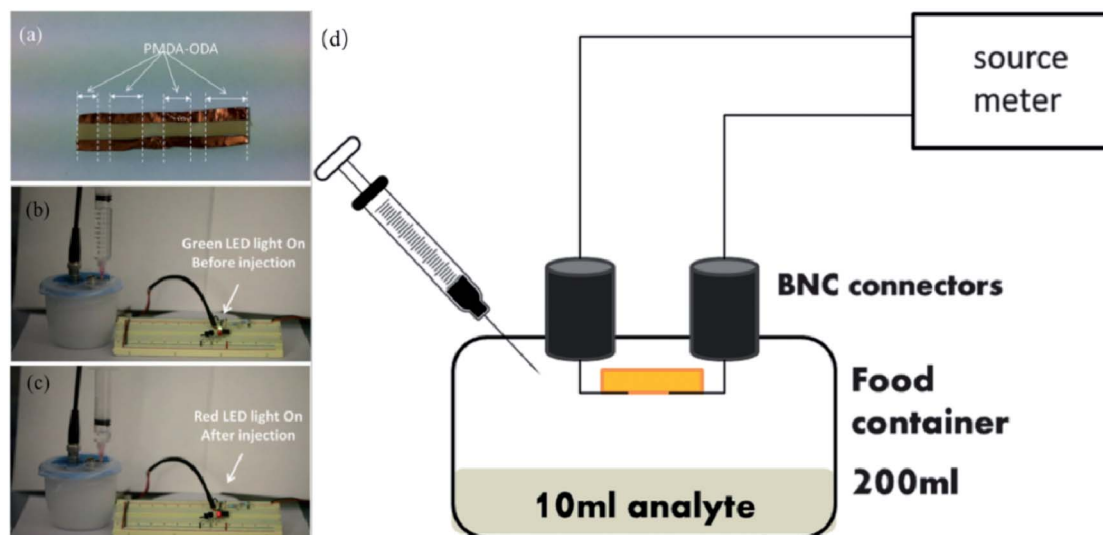 (a)
PMDA-ODA
(b)
Green LED light On
Before injection
(c)
Red LED light On
After injection
(d)
source
meter
BNC connectors
Food
container
200ml
10ml analyte